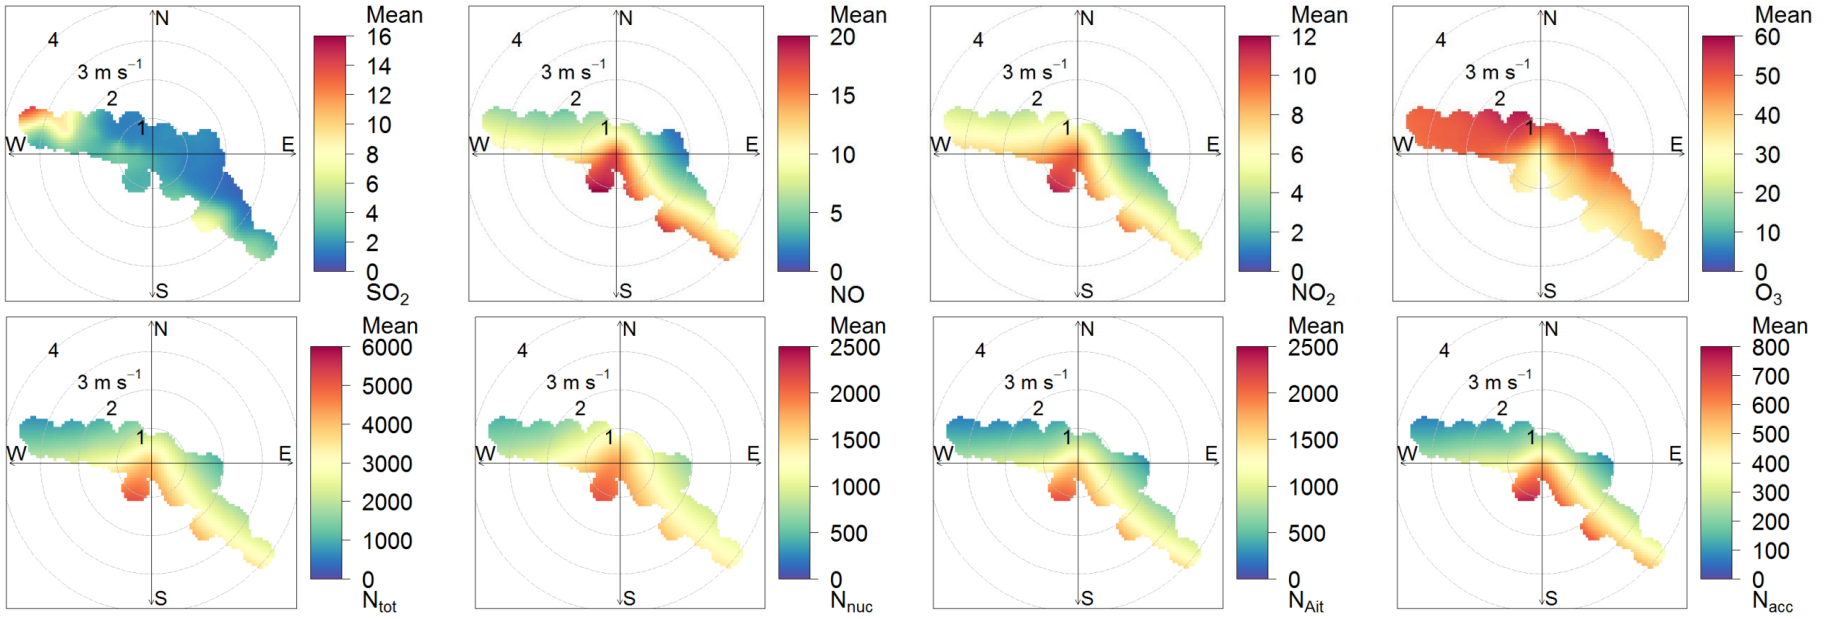 Mean
16
14
12
10
8
6
4
2
0
SO₂
N
4
3 m s⁻¹
2
1
W
E
S
Mean
20
15
10
5
0
NO
N
4
3 m s⁻¹
2
1
W
E
S
Mean
12
10
8
6
4
2
0
NO₂
N
4
3 m s⁻¹
2
1
W
E
S
Mean
60
50
40
30
20
10
0
O₃
N
4
3 m s⁻¹
2
1
W
E
S
Mean
6000
5000
4000
3000
2000
1000
0
Nₜₒₜ
N
4
3 m s⁻¹
2
1
W
E
S
Mean
2500
2000
1500
1000
500
0
N_nuc
N
4
3 m s⁻¹
2
1
W
E
S
Mean
2500
2000
1500
1000
500
0
N_Ait
N
4
3 m s⁻¹
2
1
W
E
S
Mean
800
700
600
500
400
300
200
100
0
N_acc
N
4
3 m s⁻¹
2
1
W
E
S